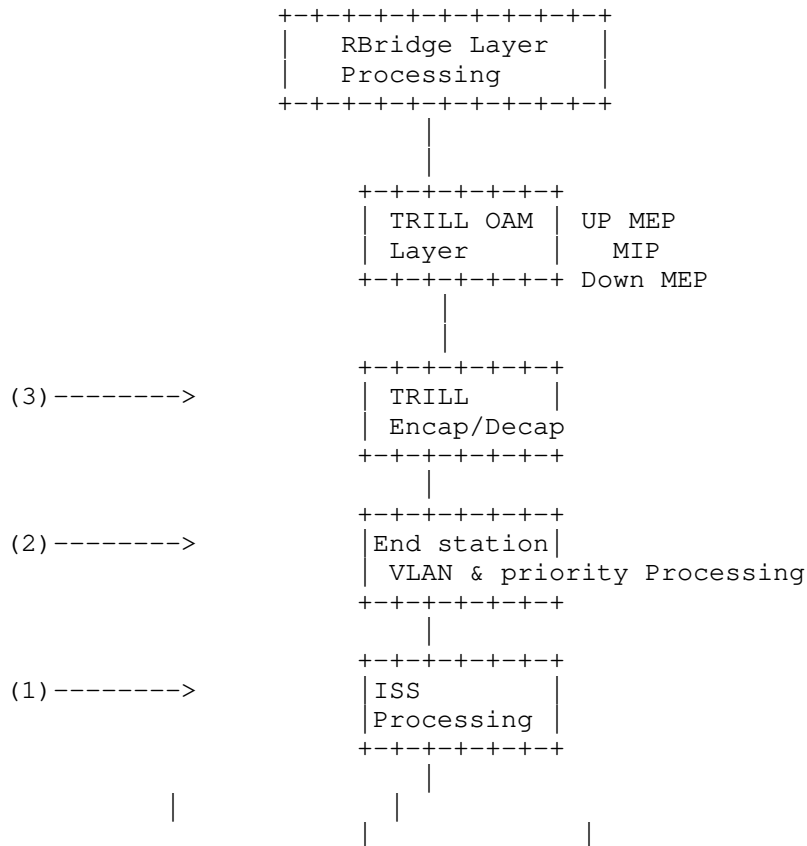 +-+-+-+-+-+-+-+-+-+-+
|   RBridge Layer   |
|   Processing      |
+-+-+-+-+-+-+-+-+-+-+
|
|
+-+-+-+-+-+-+
| TRILL OAM | UP MEP
| Layer     |   MIP
+-+-+-+-+-+-+ Down MEP
|
|
+-+-+-+-+-+-+
(3)-------->          | TRILL     |
| Encap/Decap
+-+-+-+-+-+-+
|
+-+-+-+-+-+-+
(2)-------->          |End station|
| VLAN & priority Processing
+-+-+-+-+-+-+
|
+-+-+-+-+-+-+
(1)-------->          |ISS        |
|Processing |
+-+-+-+-+-+-+
|
|             |
|             |